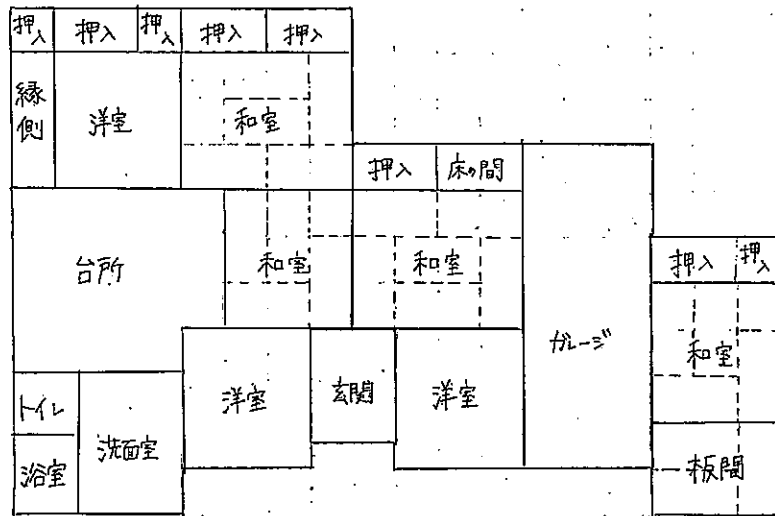 押入 押入 押入 押入 押入
縁側 洋室 和室
押入 床の間
台所 和室 和室 ガレージ 押入 押入
和室
トイレ 洗面室 洋室 玄関 洋室
浴室 板間